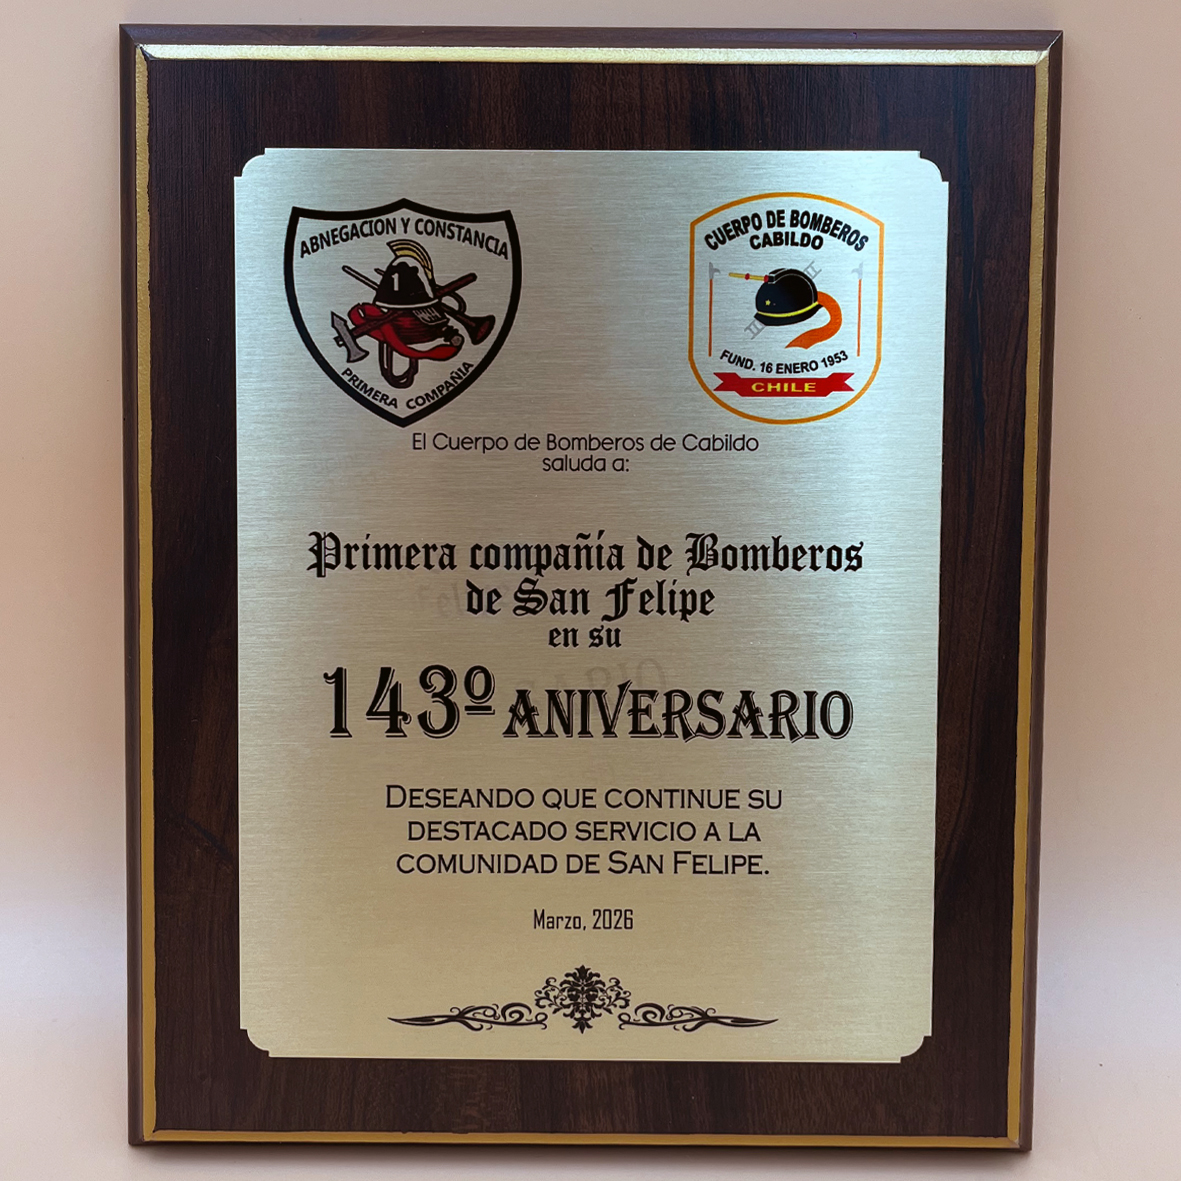 ABNEGACION Y CONSTANCIA
1
PRIMERA COMPAÑIA
CUERPO DE BOMBEROS
CABILDO
FUND. 16 ENERO 1953
CHILE
El Cuerpo de Bomberos de Cabildo
saluda a:
Primera compañía de Bomberos
de San Felipe
en su
143º ANIVERSARIO
DESEANDO QUE CONTINUE SU
DESTACADO SERVICIO A LA
COMUNIDAD DE SAN FELIPE.
Marzo, 2026